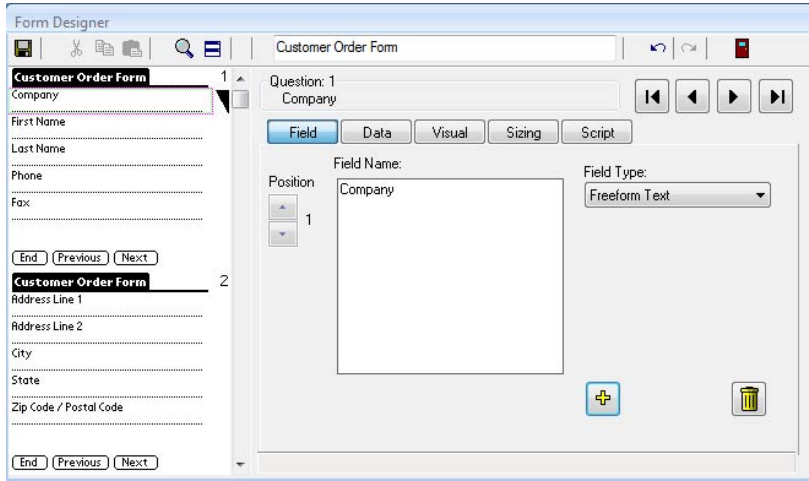 Form Designer
Customer Order Form
Customer Order Form 1
Company
First Name
Last Name
Phone
Fax
End Previous Next
Customer Order Form 2
Address Line 1
Address Line 2
City
State
Zip Code / Postal Code
End Previous Next
Question: 1
Company
Field Data Visual Sizing Script
Position
1
Field Name:
Company
Field Type:
Freeform Text